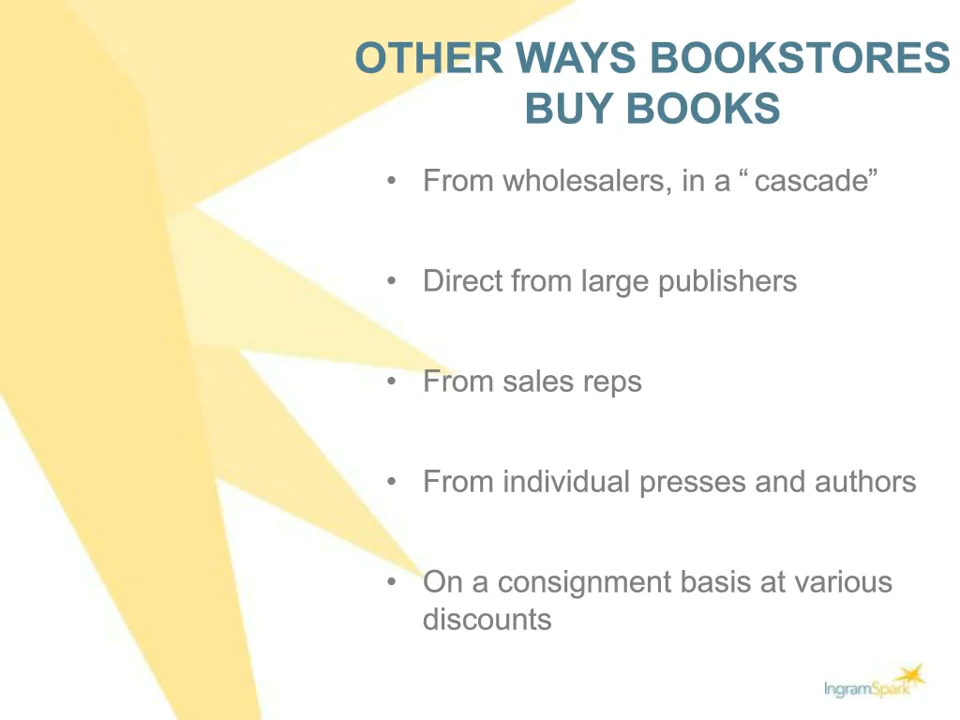 OTHER WAYS BOOKSTORES
BUY BOOKS
• From wholesalers, in a “ cascade”
• Direct from large publishers
• From sales reps
• From individual presses and authors
• On a consignment basis at various
discounts
IngramSpark